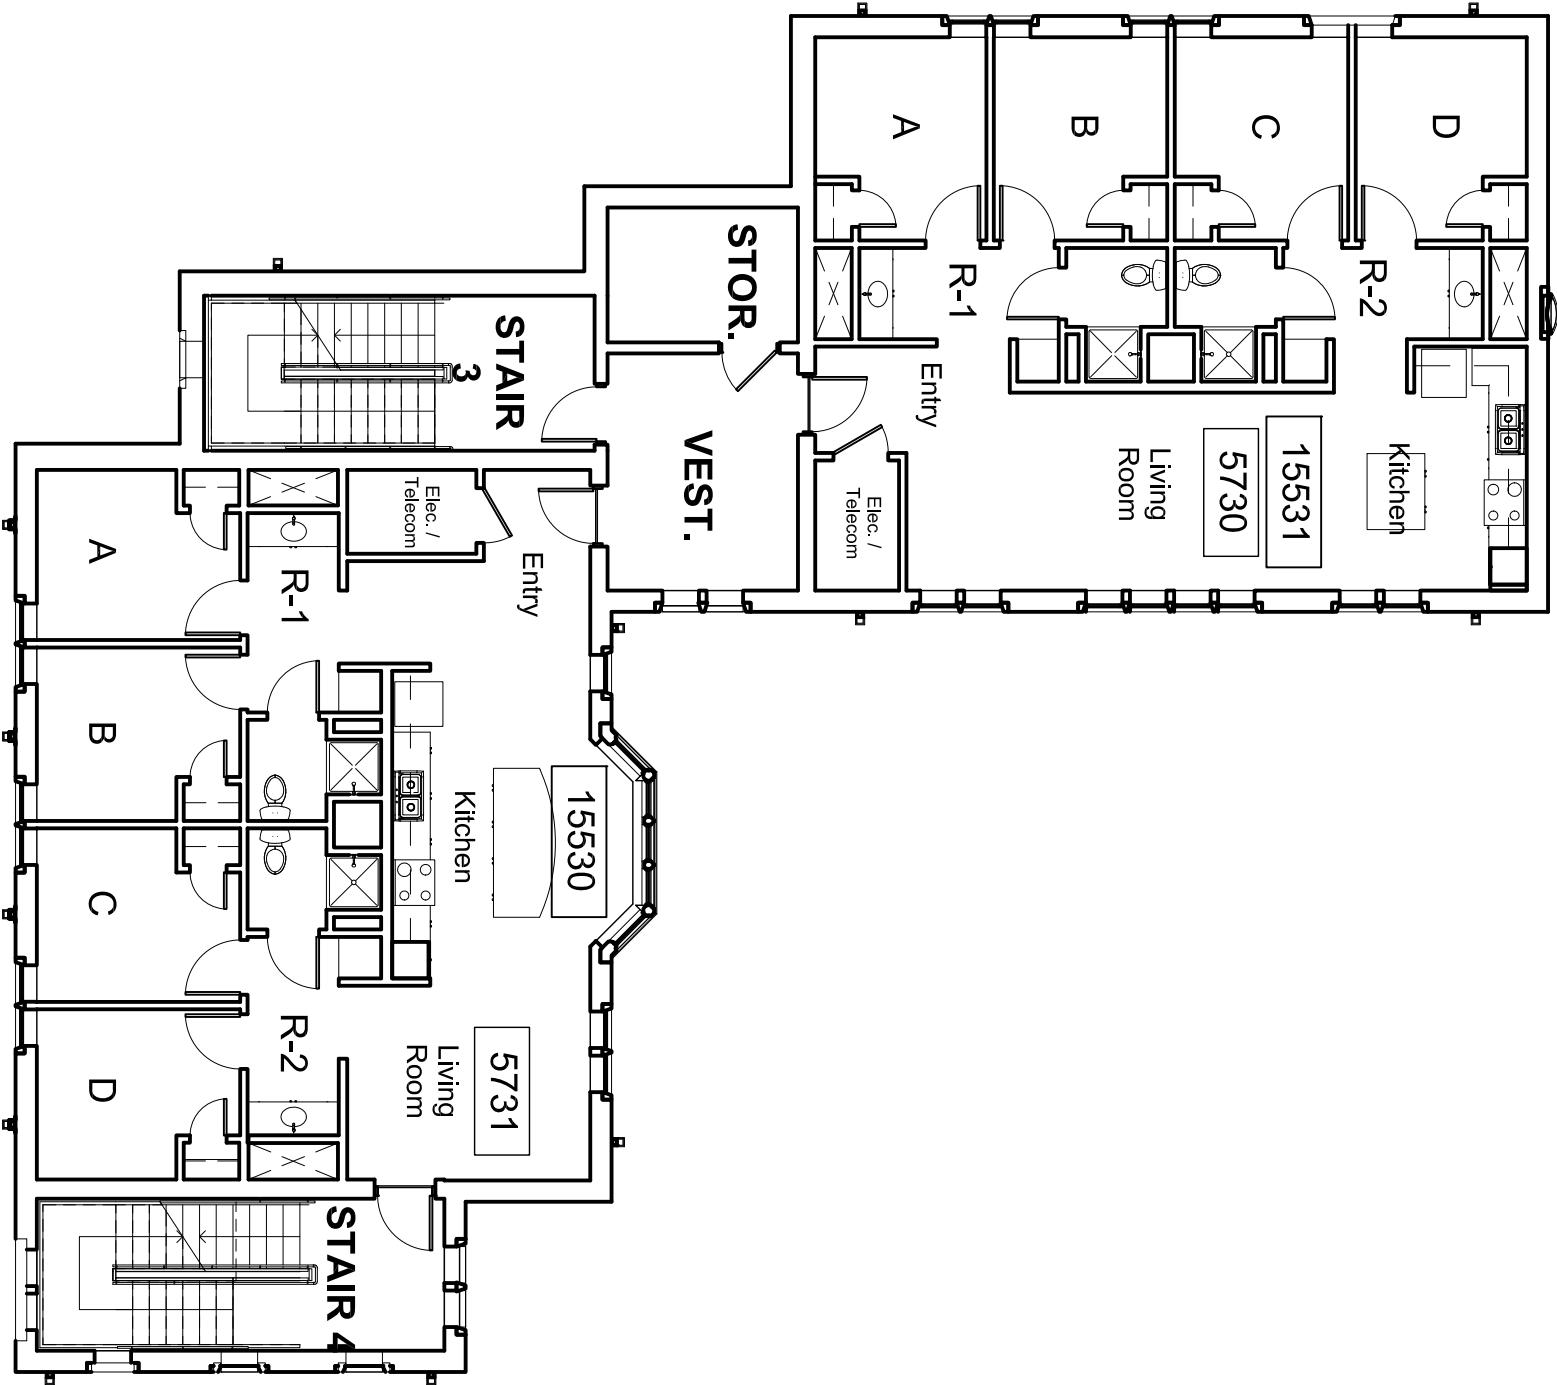 A
B
C
D
STOR.
R-1
R-2
STAIR
3
Entry
VEST.
Living
Room
5730
15531
Kitchen
Elec. /
Telecom
Elec. /
Telecom
Entry
A
R-1
B
Kitchen
15530
C
R-2
Living
Room
5731
D
STAIR 4